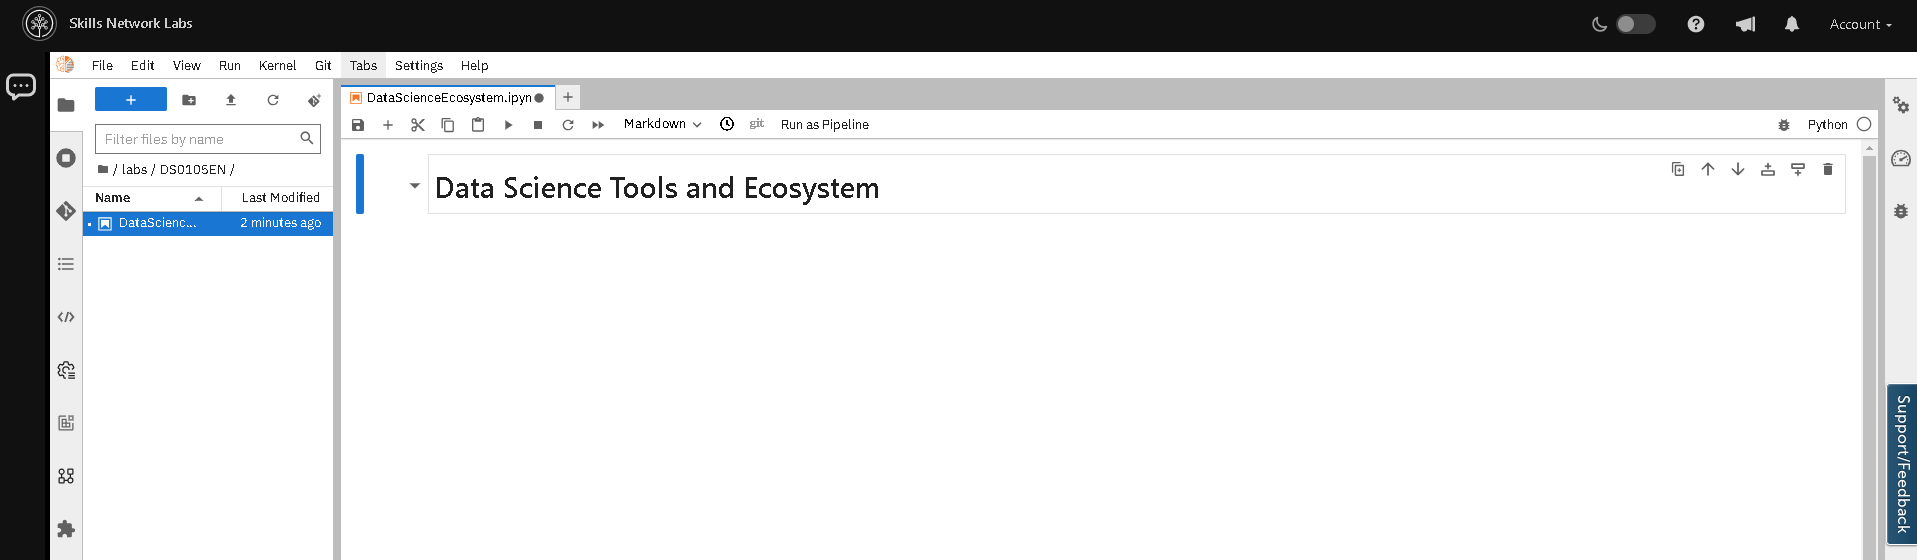 Skills Network Labs
Account
File Edit View Run Kernel Git Tabs Settings Help
+
DataScienceEcosystem.ipyn
+
Filter files by name
Markdown
git
Run as Pipeline
Python
/ labs / DS0105EN /
Name
Last Modified
DataScienc...
2 minutes ago
Data Science Tools and Ecosystem
Support/Feedback